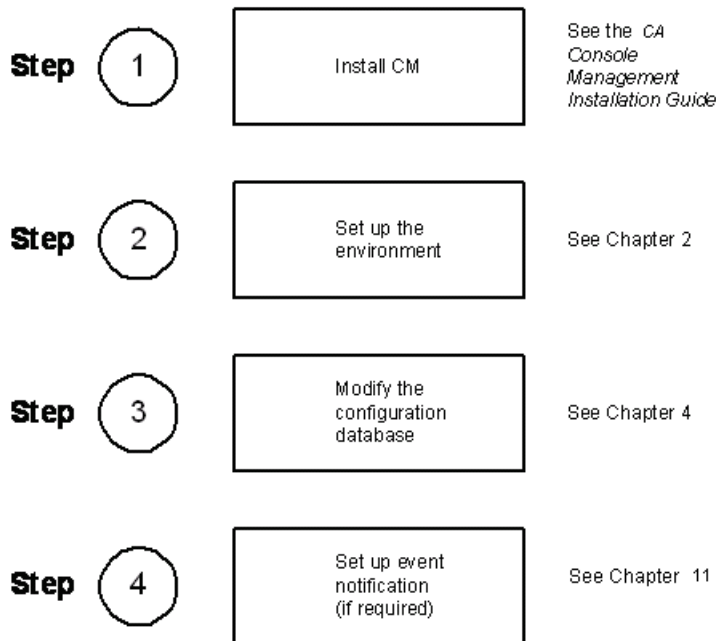 Step 1 Install CM See the CA
Console
Management
Installation Guide
Step 2 Set up the
environment See Chapter 2
Step 3 Modify the
configuration
database See Chapter 4
Step 4 Set up event
notification
(if required) See Chapter 11